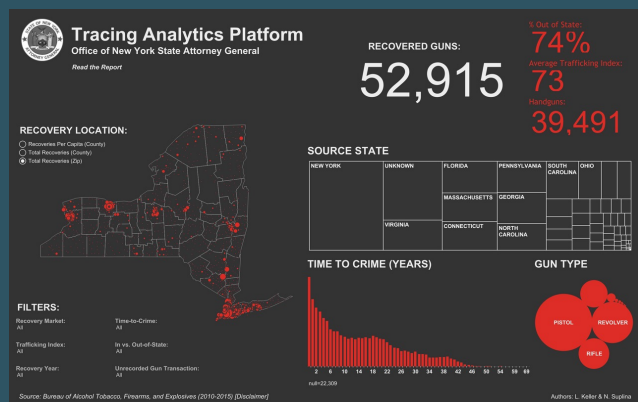 Tracing Analytics Platform
Office of New York State Attorney General
Read the Report
RECOVERED GUNS:
52,915
% Out of State:
74%
Average Trafficking Index:
73
Handguns:
39,491
RECOVERY LOCATION:
Recoveries Per Capita (County)
Total Recoveries (County)
Total Recoveries (Zip)
SOURCE STATE
NEW YORK
UNKNOWN
FLORIDA
PENNSYLVANIA
SOUTH
CAROLINA
OHIO
MASSACHUSETTS
GEORGIA
VIRGINIA
CONNECTICUT
NORTH
CAROLINA
TIME TO CRIME (YEARS)
2 6 10 14 18 22 26 30 34 38 42 46 50 54 59 69
null=22,309
GUN TYPE
PISTOL
REVOLVER
RIFLE
FILTERS:
Recovery Market:
All
Time-to-Crime:
All
Trafficking Index:
All
In vs. Out-of-State:
All
Recovery Year:
All
Unrecorded Gun Transaction:
All
Source: Bureau of Alcohol Tobacco, Firearms, and Explosives (2010-2015) [Disclaimer]
Authors: L. Keller & N. Suplina